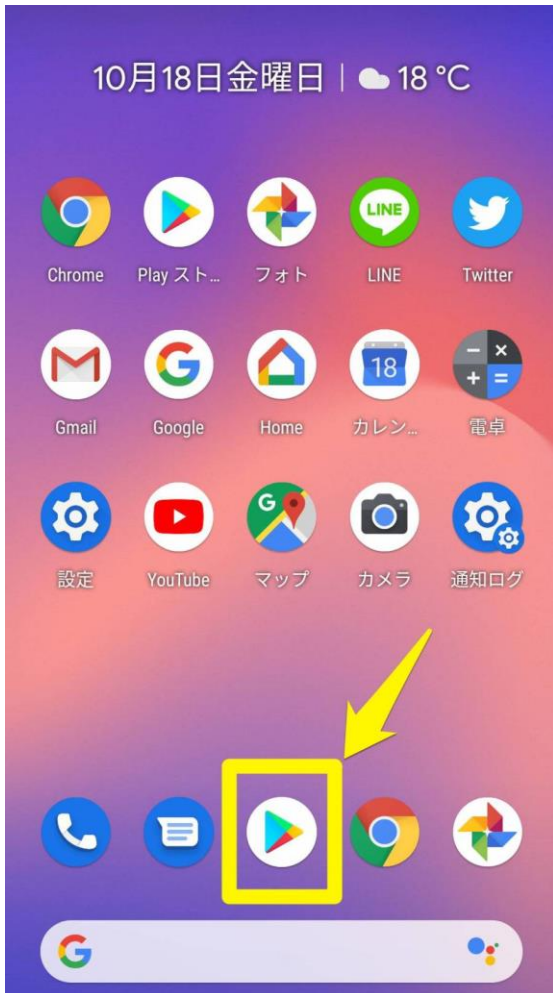 10月18日金曜日 18 °C
LINE
Chrome Play スト... フォト LINE Twitter
18
Gmail Google Home カレン... 電卓
設定 YouTube マップ カメラ 通知ログ